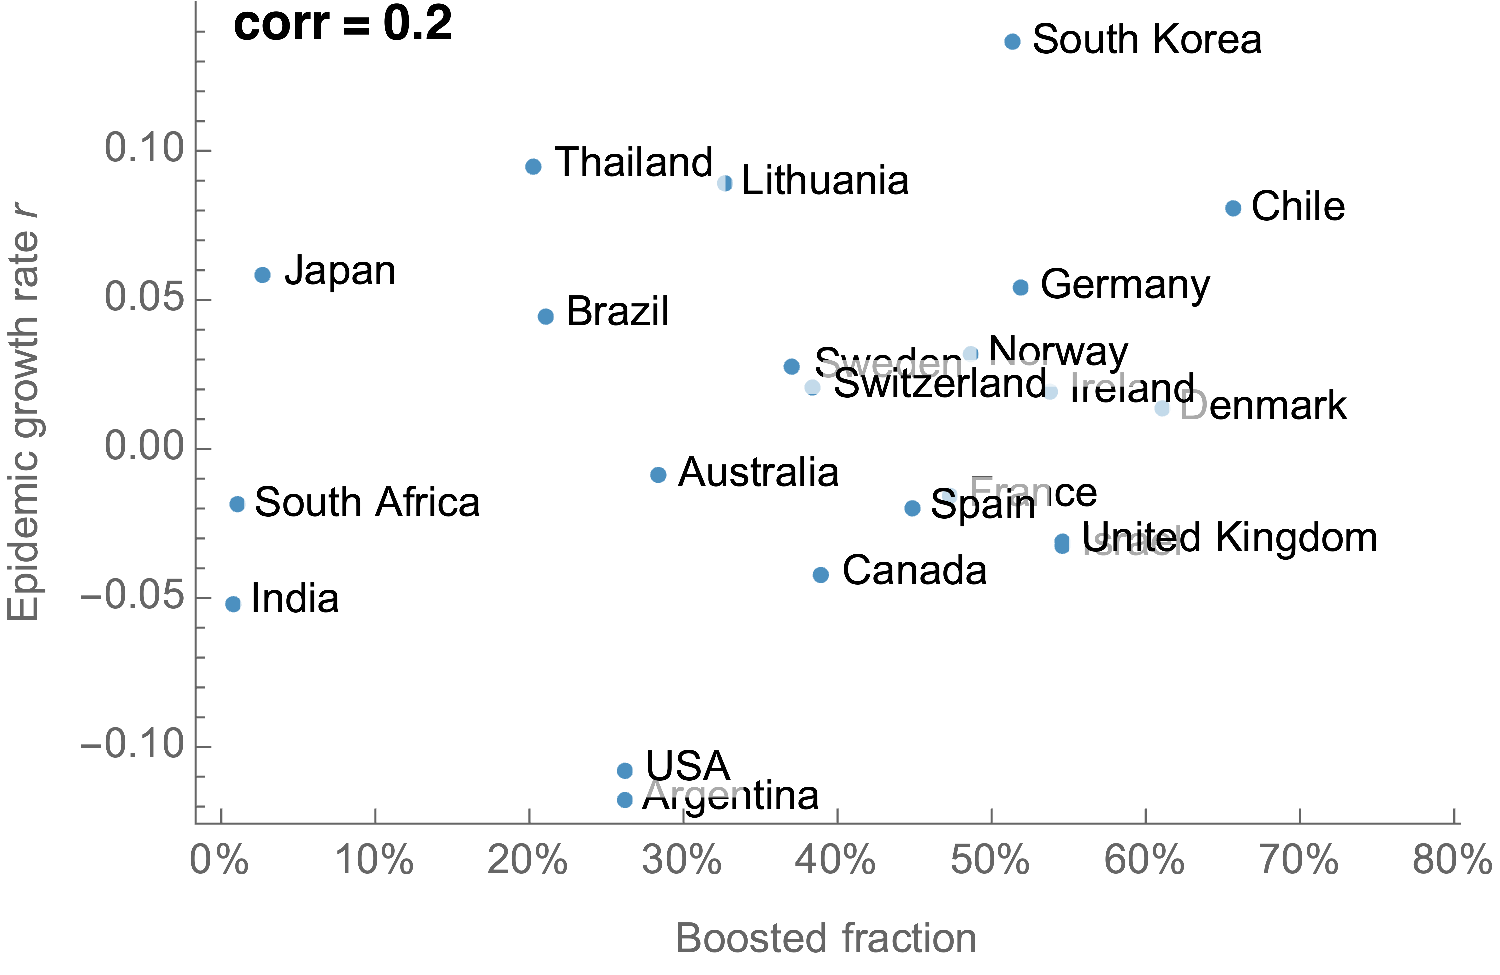 corr = 0.2
South Korea
0.10
Thailand
Lithuania
Chile
Japan
Germany
0.05
Brazil
Norway
Sweden
Switzerland
Ireland
Denmark
0.00
Australia
France
South Africa
Spain
United Kingdom
Israel
Canada
−0.05
India
−0.10
USA
Argentina
0% 10% 20% 30% 40% 50% 60% 70% 80%
Boosted fraction
Epidemic growth rate r